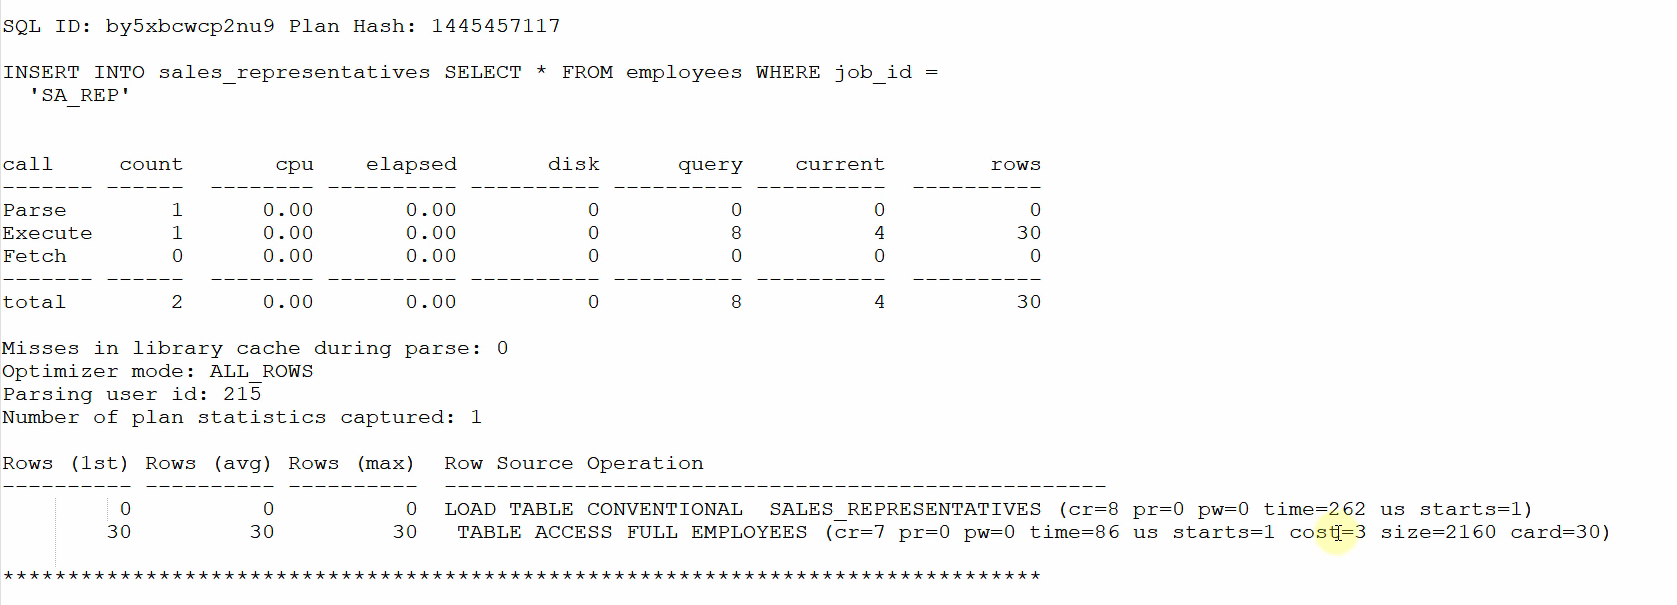 SQL ID: by5xbcwcp2nu9 Plan Hash: 1445457117
INSERT INTO sales_representatives SELECT * FROM employees WHERE job_id =
'SA_REP'
call count cpu elapsed disk query current rows
------- ------ -------- ---------- ---------- ---------- ---------- ----------
Parse 1 0.00 0.00 0 0 0 0
Execute 1 0.00 0.00 0 8 4 30
Fetch 0 0.00 0.00 0 0 0 0
------- ------ -------- ---------- ---------- ---------- ---------- ----------
total 2 0.00 0.00 0 8 4 30
Misses in library cache during parse: 0
Optimizer mode: ALL_ROWS
Parsing user id: 215
Number of plan statistics captured: 1
Rows (1st) Rows (avg) Rows (max) Row Source Operation
---------- ---------- ---------- ---------------------------------------------------
0 0 0 LOAD TABLE CONVENTIONAL SALES_REPRESENTATIVES (cr=8 pr=0 pw=0 time=262 us starts=1)
30 30 30 TABLE ACCESS FULL EMPLOYEES (cr=7 pr=0 pw=0 time=86 us starts=1 cost=3 size=2160 card=30)
********************************************************************************